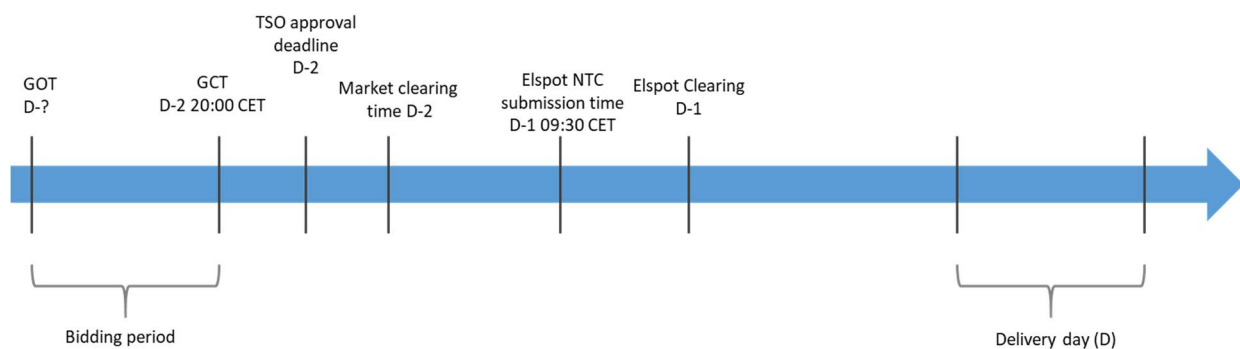 GOT
D-?
GCT
D-2 20:00 CET
TSO approval
deadline
D-2
Market clearing
time D-2
Elspot NTC
submission time
D-1 09:30 CET
Elspot Clearing
D-1
Bidding period
Delivery day (D)